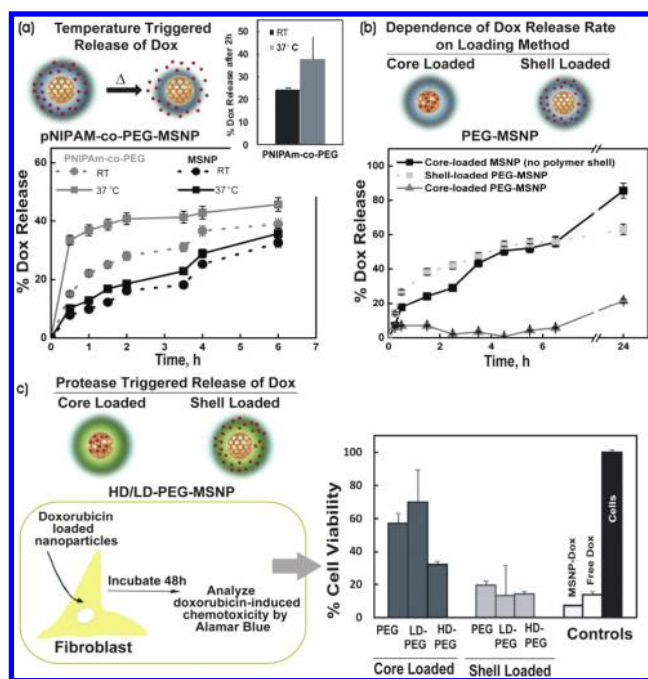 (a)
Temperature Triggered
Release of Dox
Δ
pNIPAM-co-PEG-MSNP
% Dox Release after 2h
50
40
30
20
10
0
RT
37° C
PNIPAm-co-PEG
% Dox Release
60
40
20
0
PNIPAm-co-PEG
RT
37 °C
MSNP
RT
37 °C
0 1 2 3 4 5 6 7
Time, h
(b)
Dependence of Dox Release Rate
on Loading Method
Core Loaded Shell Loaded
PEG-MSNP
% Dox Release
100
80
60
40
20
0
Core-loaded MSNP (no polymer shell)
Shell-loaded PEG-MSNP
Core-loaded PEG-MSNP
0 2 4 6 24
Time, h
c)
Protease Triggered Release of Dox
Core Loaded Shell Loaded
HD/LD-PEG-MSNP
Doxorubicin
loaded
nanoparticles
Incubate 48h
Analyze
doxorubicin-induced
chemotoxicity by
Alamar Blue
Fibroblast
% Cell Viability
100
80
60
40
20
0
MSNP-Dox
Free Dox
Cells
PEG LD-PEG HD-PEG PEG LD-PEG HD-PEG Controls
Core Loaded Shell Loaded